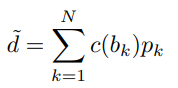 d̃ = ∑_{k=1}^{N} c(b_k)p_k